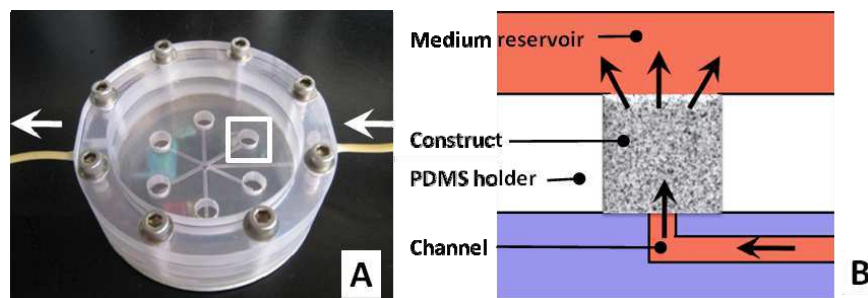 A
Medium reservoir
Construct
PDMS holder
Channel
B